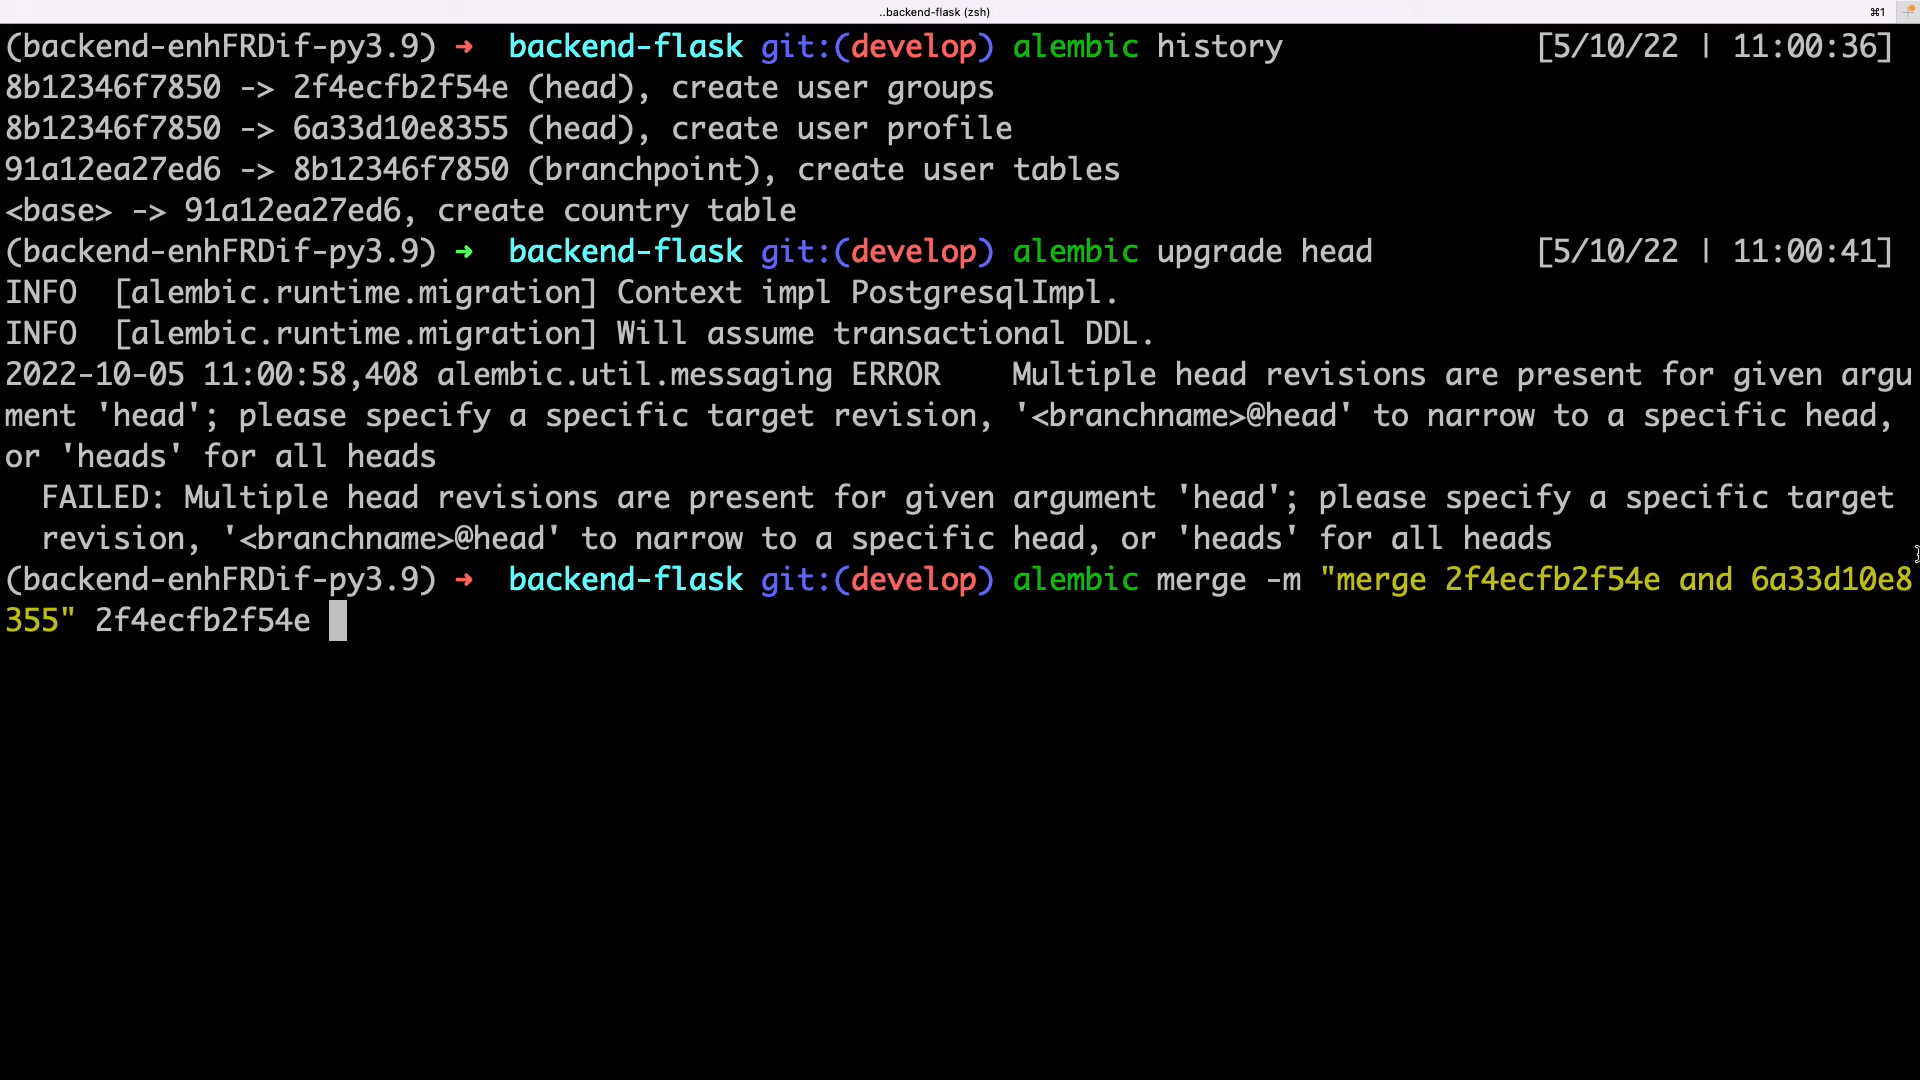 ..backend-flask (zsh) ⌘1
(backend-enhFRDif-py3.9) ➜  backend-flask git:(develop) alembic history [5/10/22 | 11:00:36]
8b12346f7850 -> 2f4ecfb2f54e (head), create user groups
8b12346f7850 -> 6a33d10e8355 (head), create user profile
91a12ea27ed6 -> 8b12346f7850 (branchpoint), create user tables
<base> -> 91a12ea27ed6, create country table
(backend-enhFRDif-py3.9) ➜  backend-flask git:(develop) alembic upgrade head [5/10/22 | 11:00:41]
INFO  [alembic.runtime.migration] Context impl PostgresqlImpl.
INFO  [alembic.runtime.migration] Will assume transactional DDL.
2022-10-05 11:00:58,408 alembic.util.messaging ERROR    Multiple head revisions are present for given argu
ment 'head'; please specify a specific target revision, '<branchname>@head' to narrow to a specific head,
or 'heads' for all heads
  FAILED: Multiple head revisions are present for given argument 'head'; please specify a specific target
  revision, '<branchname>@head' to narrow to a specific head, or 'heads' for all heads
(backend-enhFRDif-py3.9) ➜  backend-flask git:(develop) alembic merge -m "merge 2f4ecfb2f54e and 6a33d10e8
355" 2f4ecfb2f54e